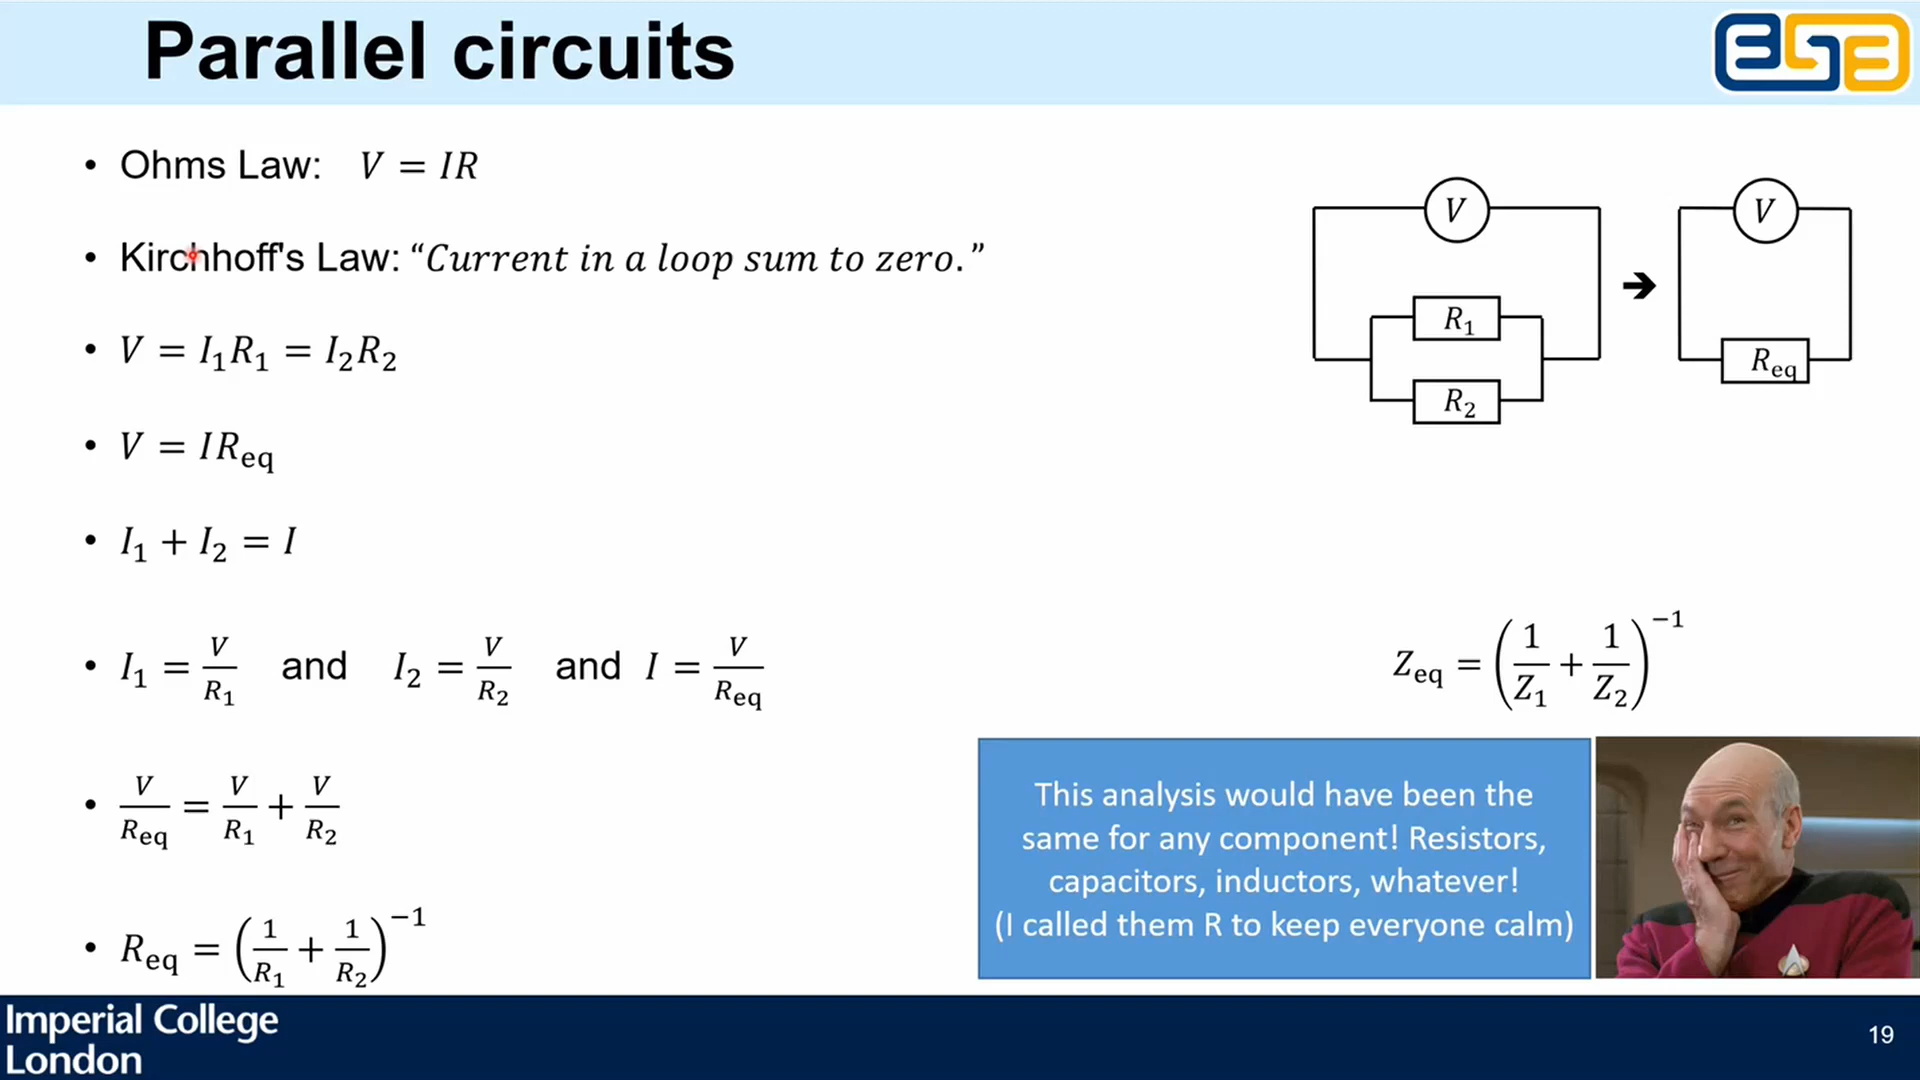 Parallel circuits
• Ohms Law: V = IR
• Kirchhoff's Law: “Current in a loop sum to zero.”
• V = I₁R₁ = I₂R₂
• V = IR_eq
• I₁ + I₂ = I
• I₁ = V/R₁ and I₂ = V/R₂ and I = V/R_eq
• V/R_eq = V/R₁ + V/R₂
• R_eq = (1/R₁ + 1/R₂)⁻¹
V
R₁
R₂
➔
V
R_eq
Z_eq = (1/Z₁ + 1/Z₂)⁻¹
This analysis would have been the
same for any component! Resistors,
capacitors, inductors, whatever!
(I called them R to keep everyone calm)
Imperial College
London
19